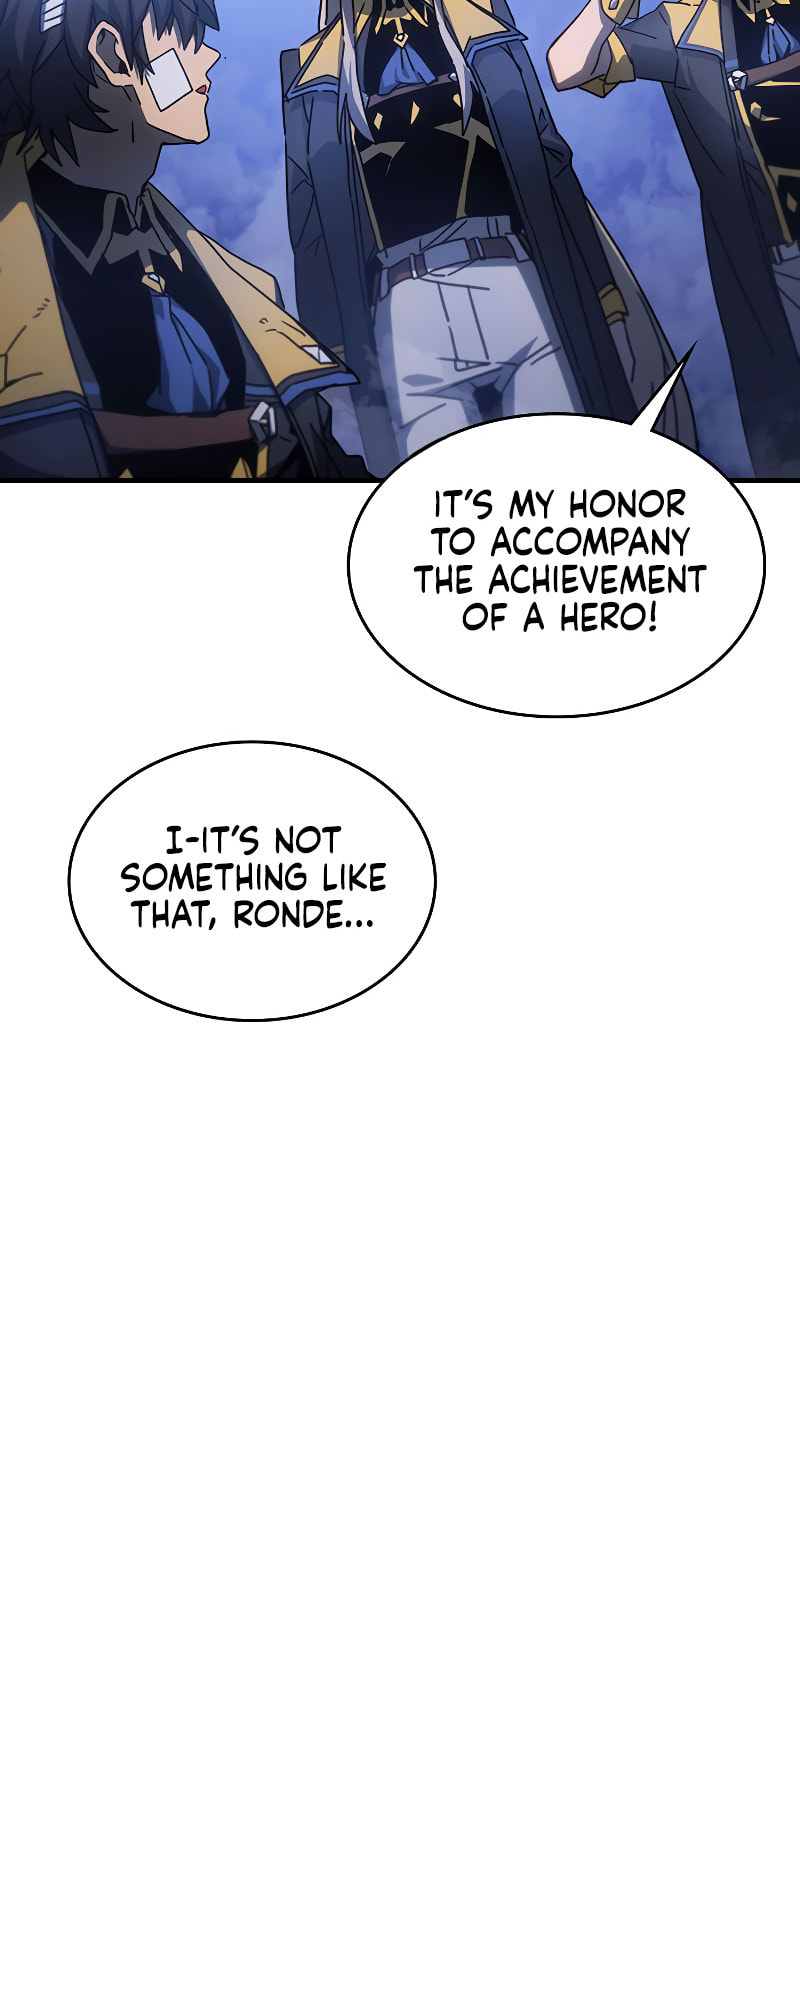 IT'S MY HONOR
TO ACCOMPANY
THE ACHIEVEMENT
OF A HERO!
I-IT'S NOT
SOMETHING LIKE
THAT, RONDE...